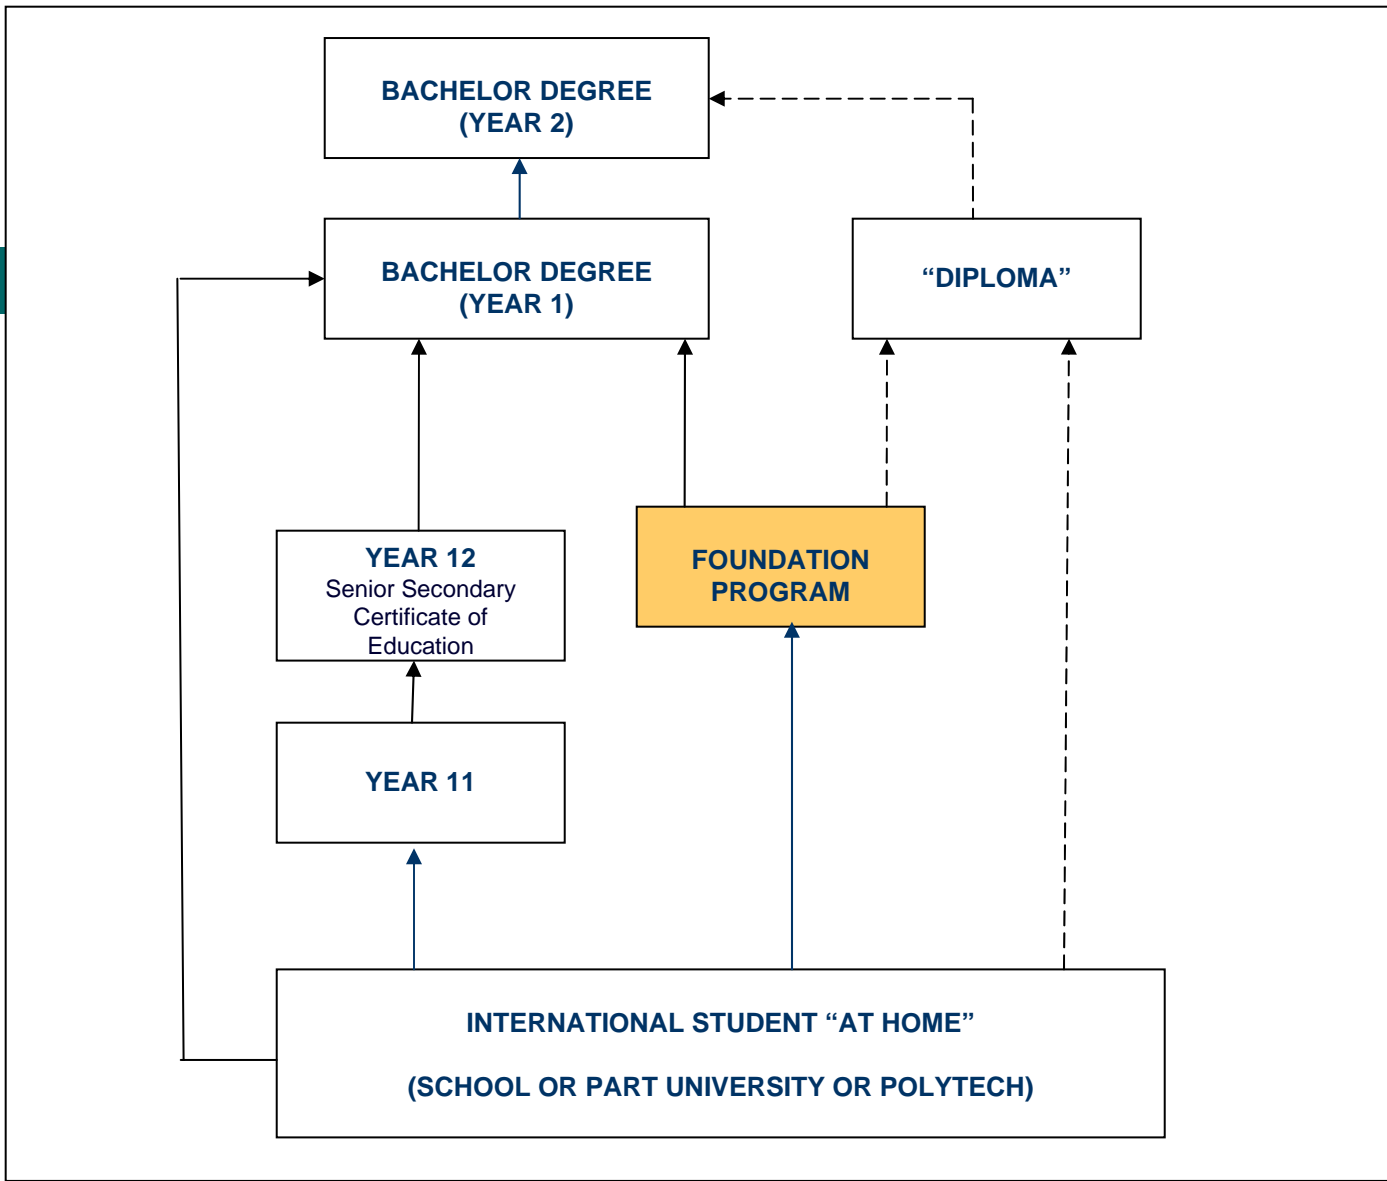 BACHELOR DEGREE
(YEAR 2)
BACHELOR DEGREE
(YEAR 1)
“DIPLOMA”
YEAR 12
Senior Secondary
Certificate of
Education
FOUNDATION
PROGRAM
YEAR 11
INTERNATIONAL STUDENT “AT HOME”
(SCHOOL OR PART UNIVERSITY OR POLYTECH)